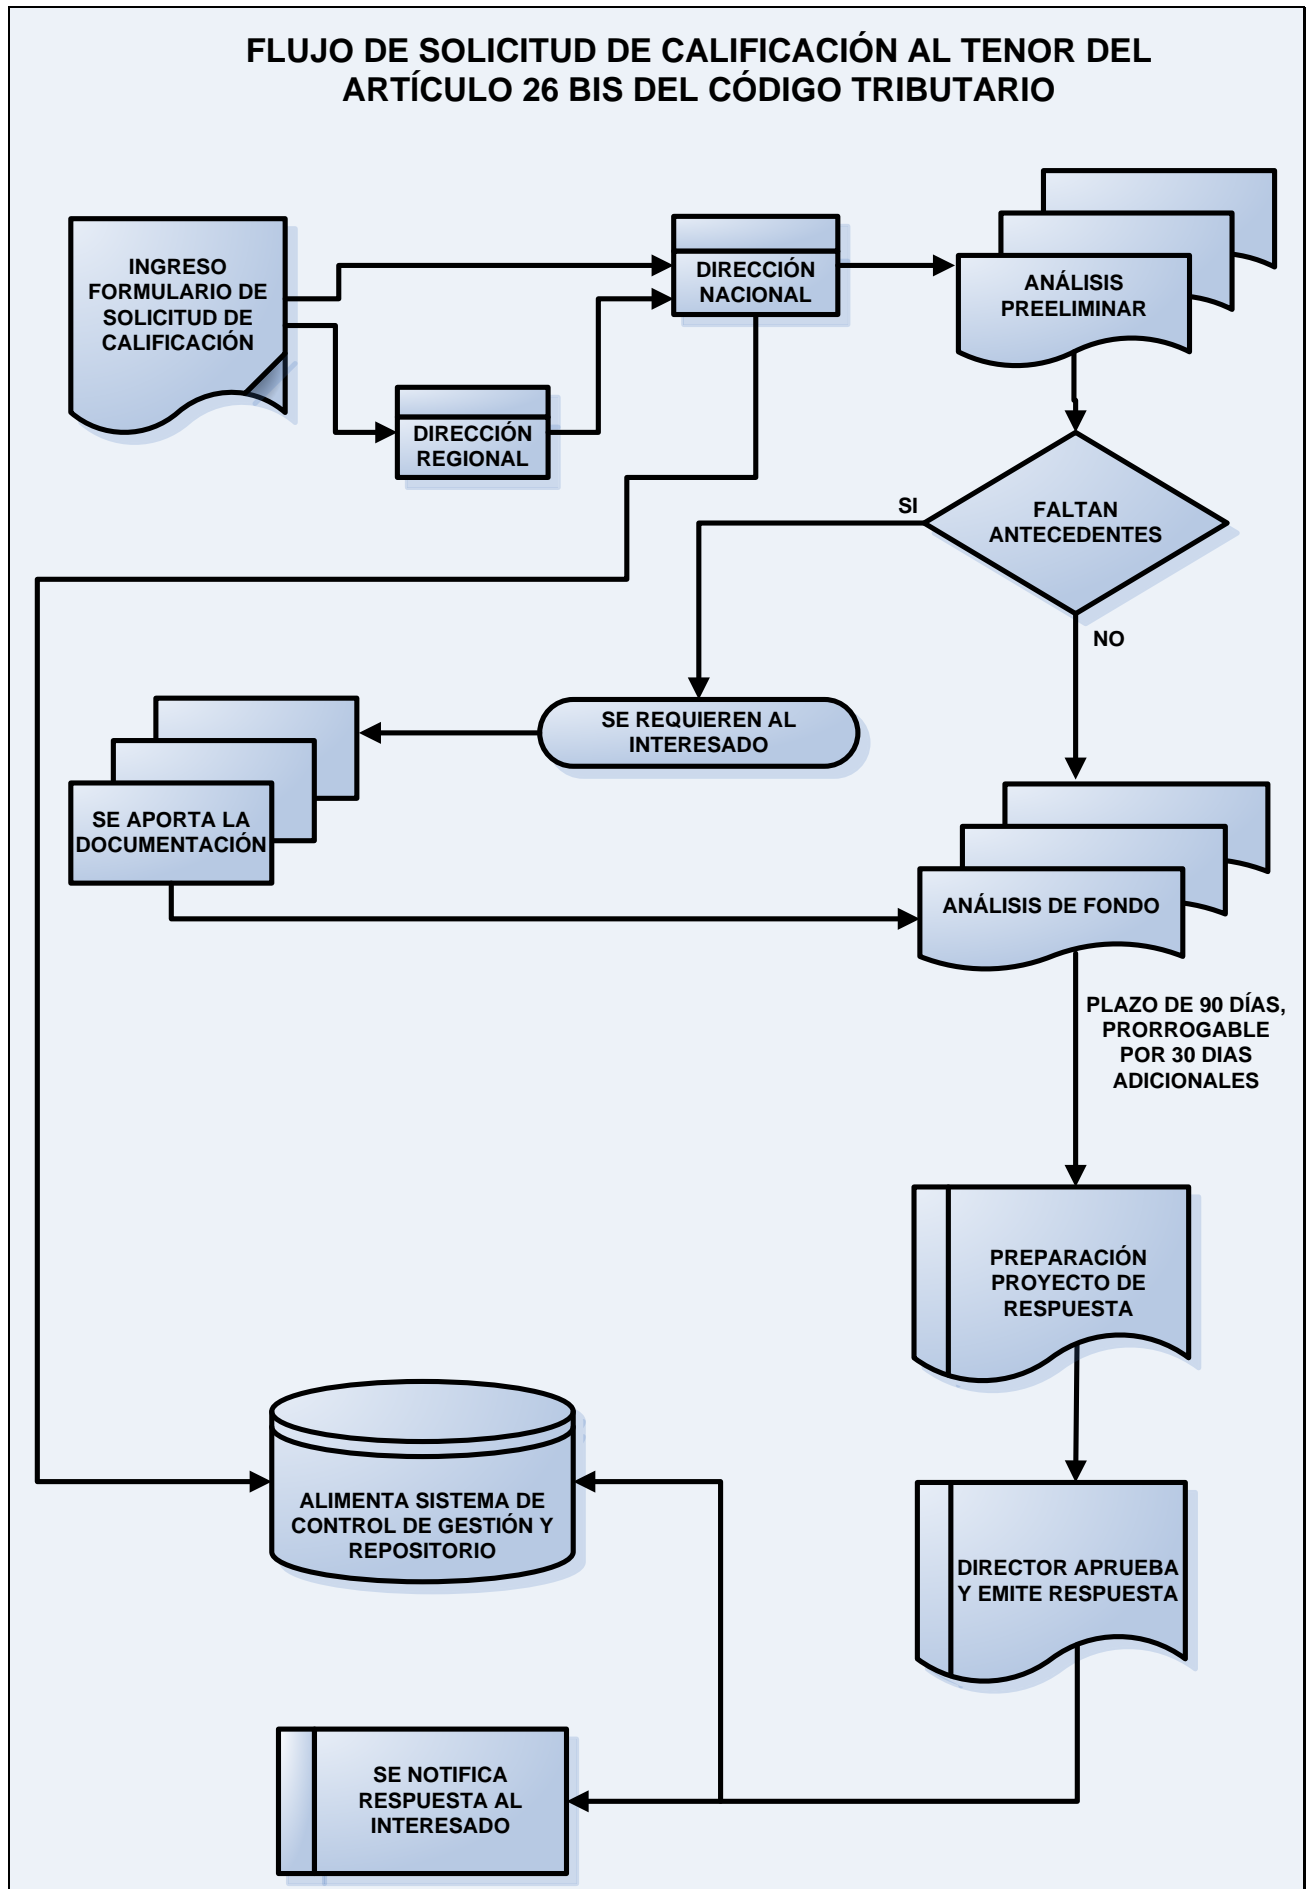 FLUJO DE SOLICITUD DE CALIFICACIÓN AL TENOR DEL
ARTÍCULO 26 BIS DEL CÓDIGO TRIBUTARIO
INGRESO
FORMULARIO DE
SOLICITUD DE
CALIFICACIÓN
DIRECCIÓN
NACIONAL
ANÁLISIS
PREELIMINAR
DIRECCIÓN
REGIONAL
SI
FALTAN
ANTECEDENTES
NO
SE REQUIEREN AL
INTERESADO
SE APORTA LA
DOCUMENTACIÓN
ANÁLISIS DE FONDO
PLAZO DE 90 DÍAS,
PRORROGABLE
POR 30 DIAS
ADICIONALES
PREPARACIÓN
PROYECTO DE
RESPUESTA
ALIMENTA SISTEMA DE
CONTROL DE GESTIÓN Y
REPOSITORIO
DIRECTOR APRUEBA
Y EMITE RESPUESTA
SE NOTIFICA
RESPUESTA AL
INTERESADO